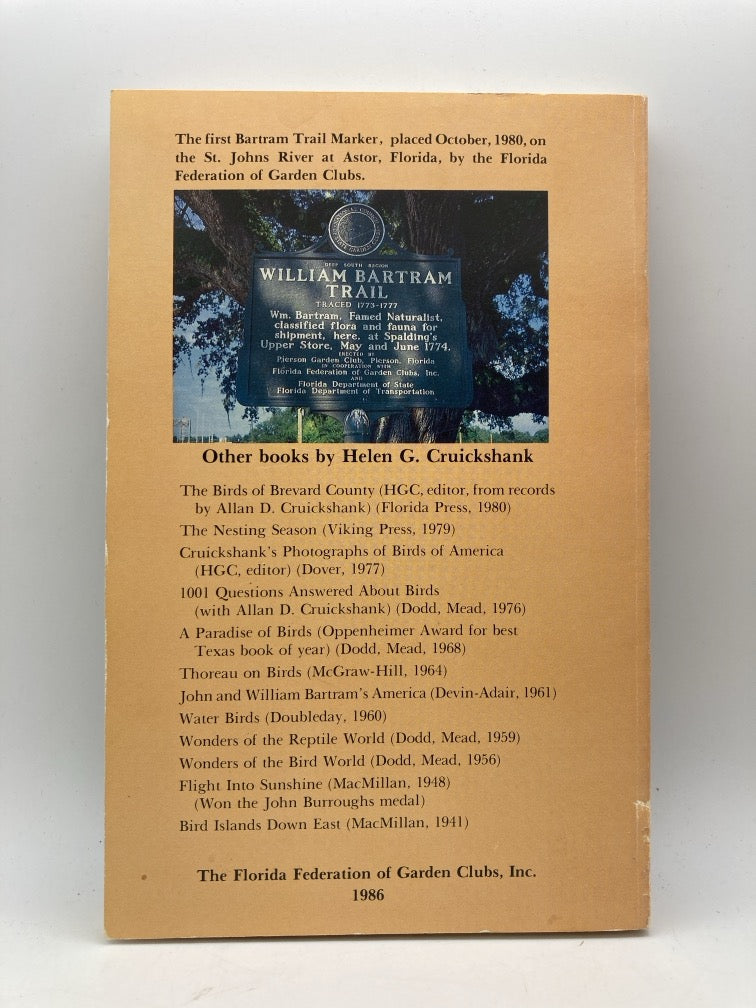 The first Bartram Trail Marker, placed October, 1980, on
the St. Johns River at Astor, Florida, by the Florida
Federation of Garden Clubs.
DEEP SOUTH REGION
WILLIAM BARTRAM
TRAIL
TRACED 1773-1777
Wm. Bartram, Famed Naturalist,
classified flora and fauna for
shipment, here, at Spalding's
Upper Store, May and June 1774.
ERECTED BY
Pierson Garden Club, Pierson, Florida
IN COOPERATION WITH
Florida Federation of Garden Clubs, Inc.
AND
Florida Department of State
Florida Department of Transportation
Other books by Helen G. Cruickshank
The Birds of Brevard County (HGC, editor, from records
by Allan D. Cruickshank) (Florida Press, 1980)
The Nesting Season (Viking Press, 1979)
Cruickshank's Photographs of Birds of America
(HGC, editor) (Dover, 1977)
1001 Questions Answered About Birds
(with Allan D. Cruickshank) (Dodd, Mead, 1976)
A Paradise of Birds (Oppenheimer Award for best
Texas book of year) (Dodd, Mead, 1968)
Thoreau on Birds (McGraw-Hill, 1964)
John and William Bartram's America (Devin-Adair, 1961)
Water Birds (Doubleday, 1960)
Wonders of the Reptile World (Dodd, Mead, 1959)
Wonders of the Bird World (Dodd, Mead, 1956)
Flight Into Sunshine (MacMillan, 1948)
(Won the John Burroughs medal)
Bird Islands Down East (MacMillan, 1941)
The Florida Federation of Garden Clubs, Inc.
1986